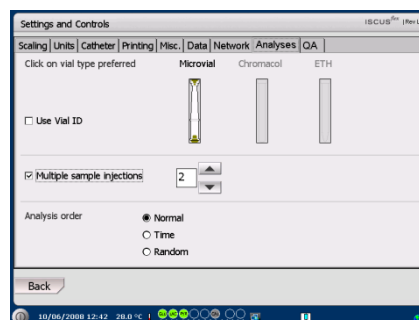 Settings and Controls
ISCUSflex
Scaling Units Catheter Printing Misc. Data Network Analyses QA
Click on vial type preferred Microvial Chromacol ETH
Use Vial ID
Multiple sample injections 2
Analysis order Normal
Time
Random
Back
10/06/2008 12:42 28.0 °C